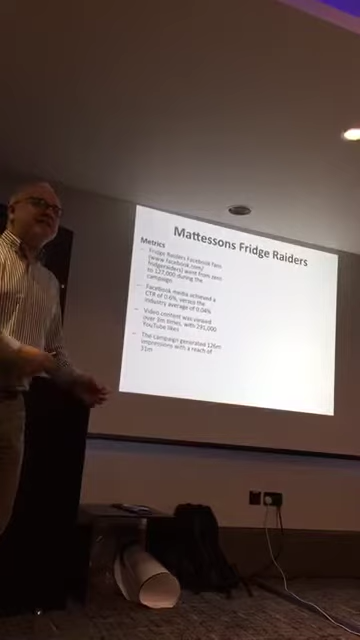 Mattessons Fridge Raiders
Metrics
- Fridge Raiders Facebook Fans
(www.facebook.com/
fridgeraiders) went from zero
to 127,000 during the
campaign
- Facebook media achieved a
CTR of 0.6%, versus the
industry average of 0.04%
- Video content was viewed
over 3m times, with 291,000
YouTube likes
- The campaign generated 126m
impressions with a reach of
21m